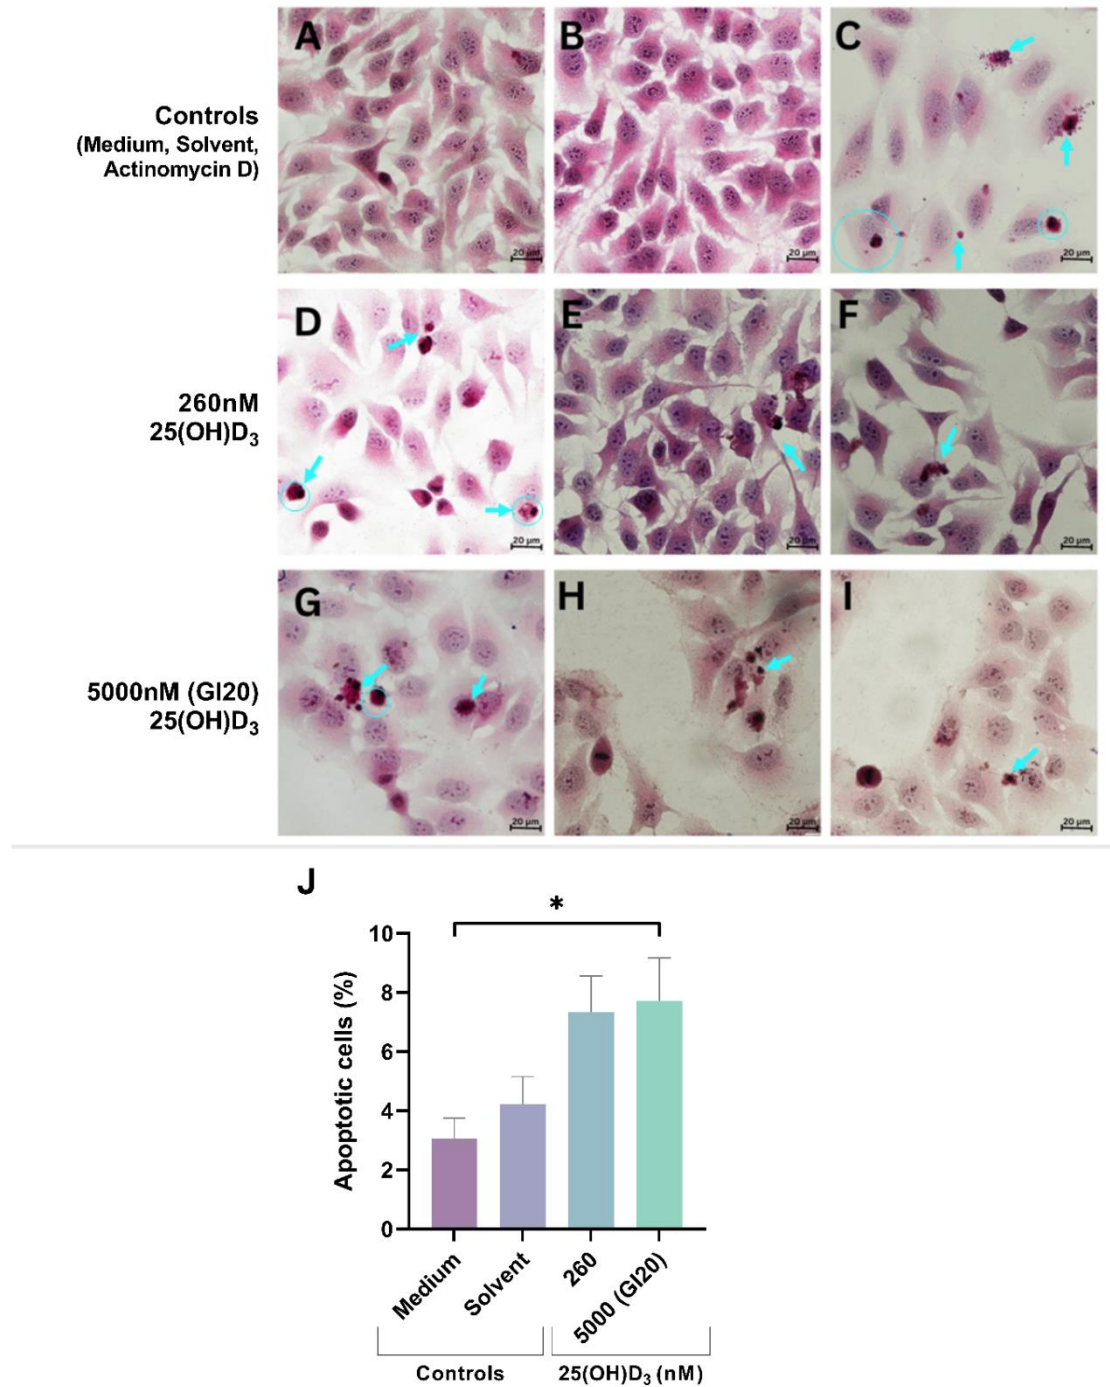 A
B
C
Controls
(Medium, Solvent,
Actinomycin D)
20 µm
20 µm
20 µm
D
E
F
260nM
25(OH)D₃
20 µm
20 µm
20 µm
G
H
I
5000nM (GI20)
25(OH)D₃
20 µm
20 µm
20 µm
J
*
Apoptotic cells (%)
10
8
6
4
2
0
Medium
Solvent
260
5000 (GI20)
Controls
25(OH)D₃ (nM)